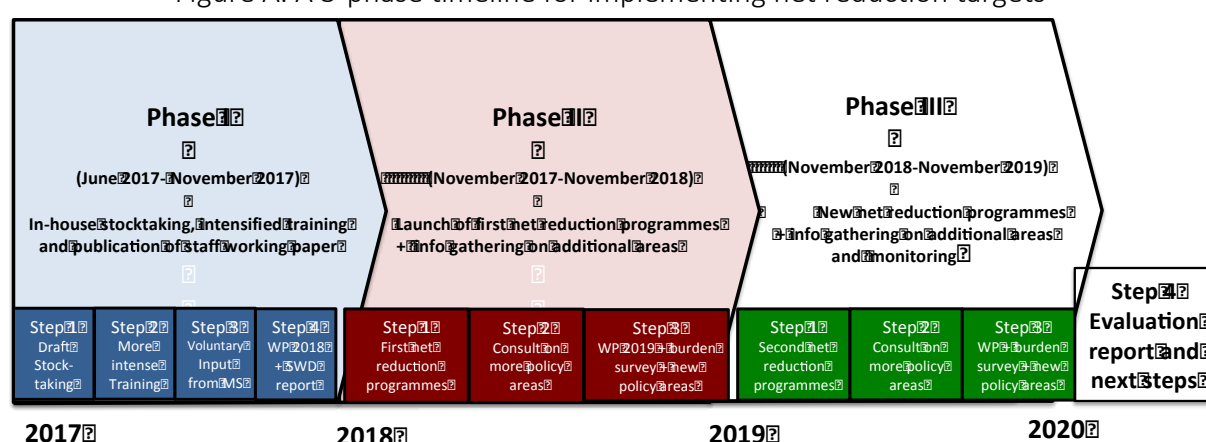 Figure A: A 3-phase timeline for implementing net reduction targets
Phase I
(June 2017- November 2017)
In-house stocktaking, intensified training
and publication of staff working paper
Step 1
Draft
Stock-
taking
Step 2
More
intense
Training
Step 3
Voluntary
Input
from MS
Step 4
WP 2018
+ SWD
report
Phase II
(November 2017-November 2018)
Launch of first net reduction programmes
+ info gathering on additional areas
Step 1
First net
reduction
programmes
Step 2
Consult on
more policy
areas
Step 3
WP 2019 + burden
survey + new
policy areas
Phase III
(November 2018-November 2019)
New net reduction programmes
+ info gathering on additional areas
and monitoring
Step 1
Second net
reduction
programmes
Step 2
Consult on
more policy
areas
Step 3
WP + burden
survey + new
policy areas
Step 4
Evaluation
report and
next steps
2017
2018
2019
2020